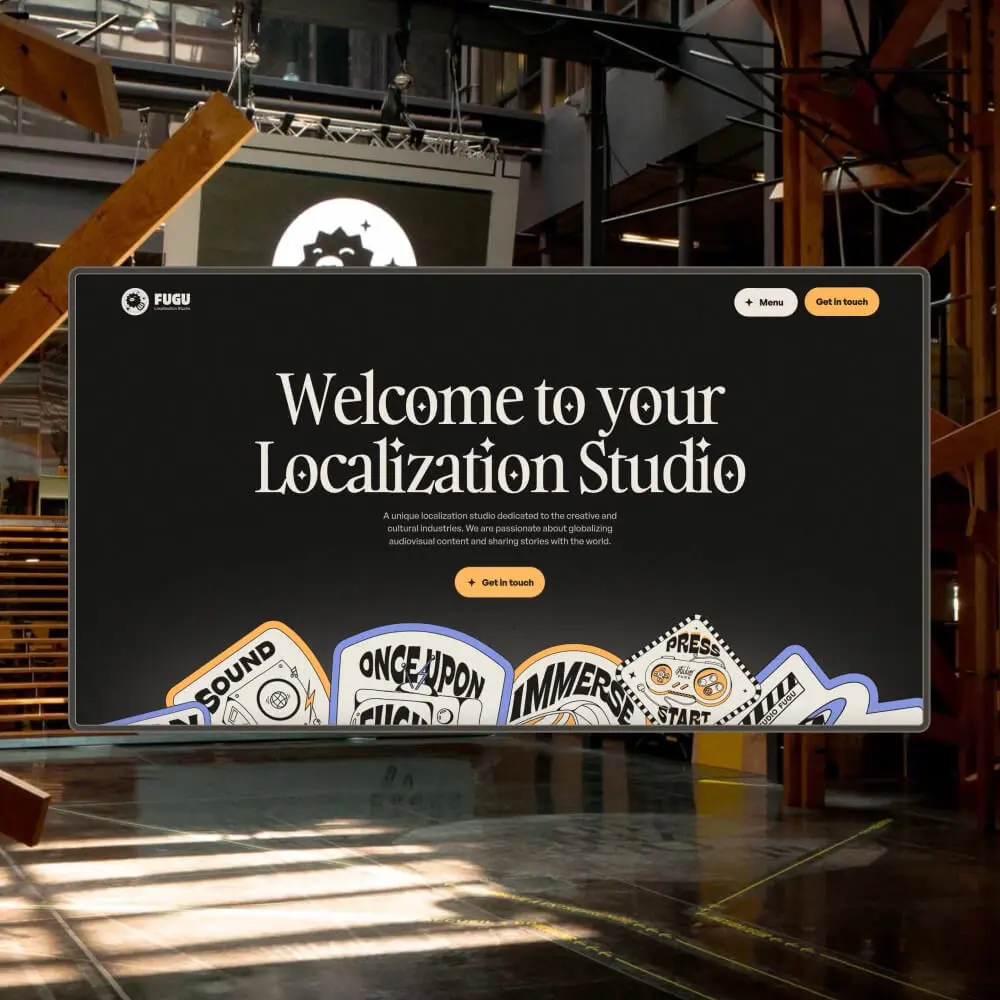 FUGU
Localization Studio
Menu
Get in touch
Welcome to your
Localization Studio
A unique localization studio dedicated to the creative and
cultural industries. We are passionate about globalizing
audiovisual content and sharing stories with the world.
Get in touch
SOUND
ONCE UPON
IMMERSE
PRESS
START
FUGU